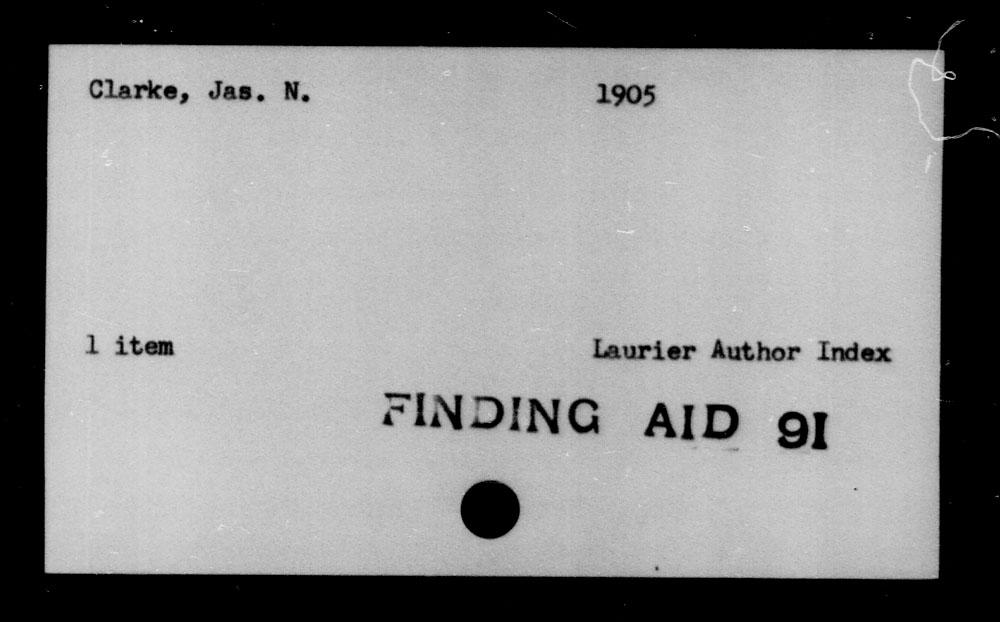 Clarke, Jas. N. 1905
1 item Laurier Author Index
FINDING AID 91